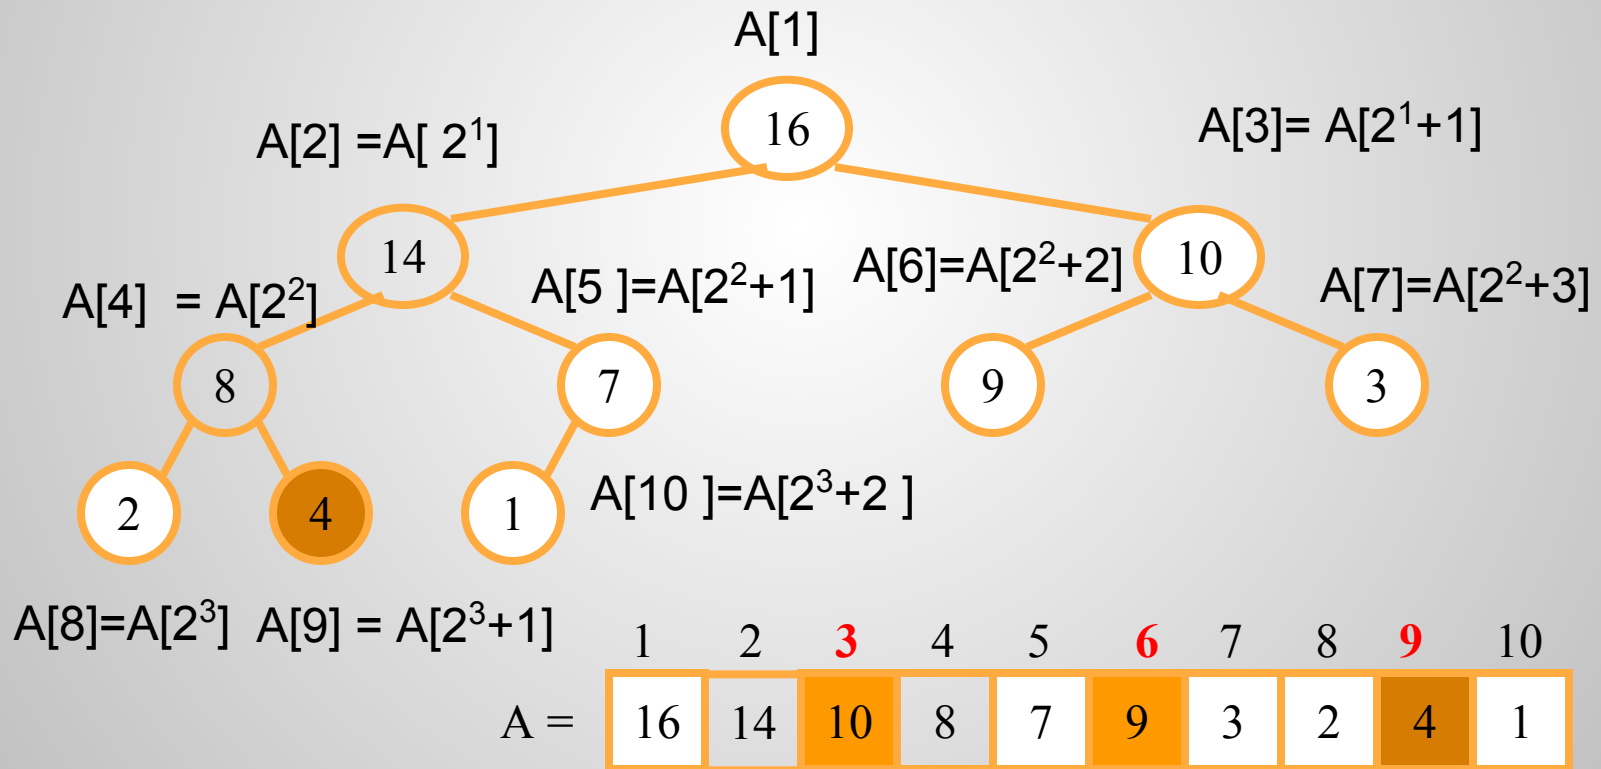 A[1]
16
A[2] =A[ 2¹]
A[3]= A[2¹+1]
14
10
A[4] = A[2²]
A[5 ]=A[2²+1]
A[6]=A[2²+2]
A[7]=A[2²+3]
8
7
9
3
2
4
1
A[10 ]=A[2³+2 ]
A[8]=A[2³]
A[9] = A[2³+1]
1 2 3 4 5 6 7 8 9 10
A = 16 14 10 8 7 9 3 2 4 1